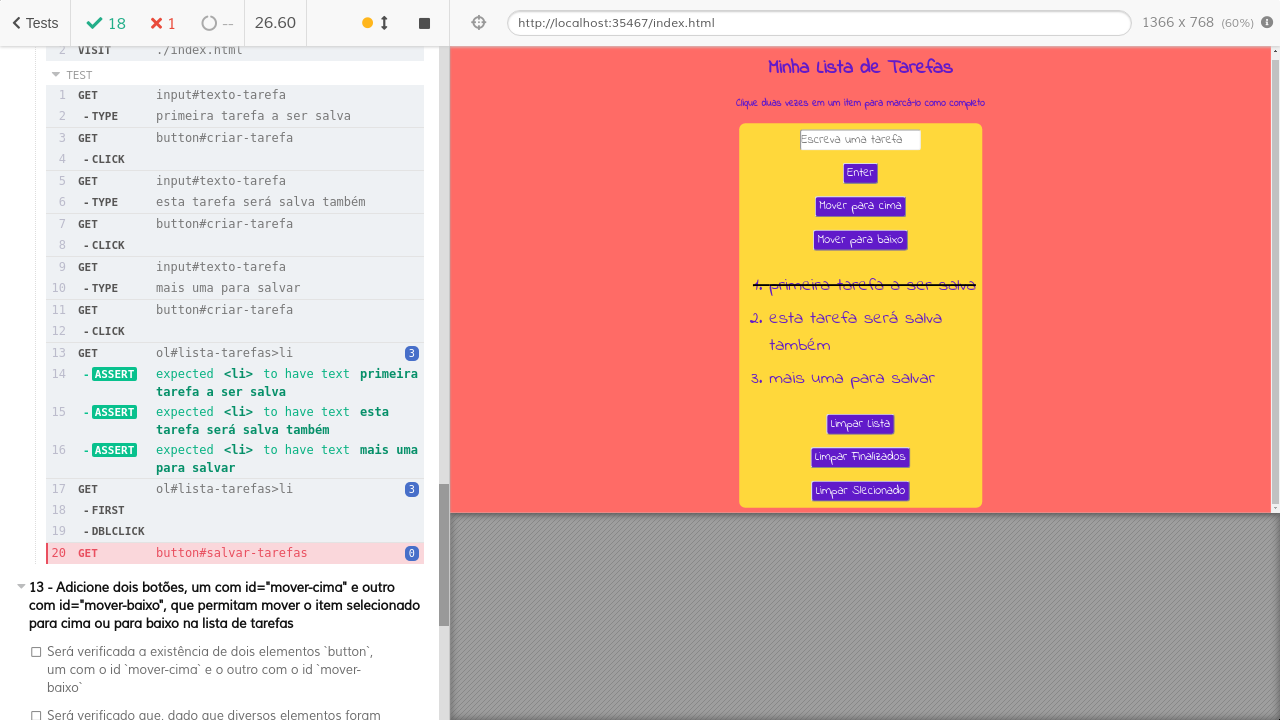 Tests
18
1
--
26.60
http://localhost:35467/index.html
1366 x 768 (60%)
2 VISIT ./index.html
TEST
1 GET input#texto-tarefa
2 -TYPE primeira tarefa a ser salva
3 GET button#criar-tarefa
4 -CLICK
5 GET input#texto-tarefa
6 -TYPE esta tarefa será salva também
7 GET button#criar-tarefa
8 -CLICK
9 GET input#texto-tarefa
10 -TYPE mais uma para salvar
11 GET button#criar-tarefa
12 -CLICK
13 GET ol#lista-tarefas>li 3
14 -ASSERT expected <li> to have text primeira
tarefa a ser salva
15 -ASSERT expected <li> to have text esta
tarefa será salva também
16 -ASSERT expected <li> to have text mais uma
para salvar
17 GET ol#lista-tarefas>li 3
18 -FIRST
19 -DBLCLICK
20 GET button#salvar-tarefas 0
13 - Adicione dois botões, um com id="mover-cima" e outro
com id="mover-baixo", que permitam mover o item selecionado
para cima ou para baixo na lista de tarefas
Será verificada a existência de dois elementos `button`,
um com o id `mover-cima` e o outro com o id `mover-
baixo`
Será verificado que, dado que diversos elementos foram
Minha Lista de Tarefas
Clique duas vezes em um item para marcá-lo como completo
Escreva uma tarefa
Enter
Mover para cima
Mover para baixo
1. primeira tarefa a ser salva
2. esta tarefa será salva
também
3. mais uma para salvar
Limpar Lista
Limpar Finalizados
Limpar Slecionado